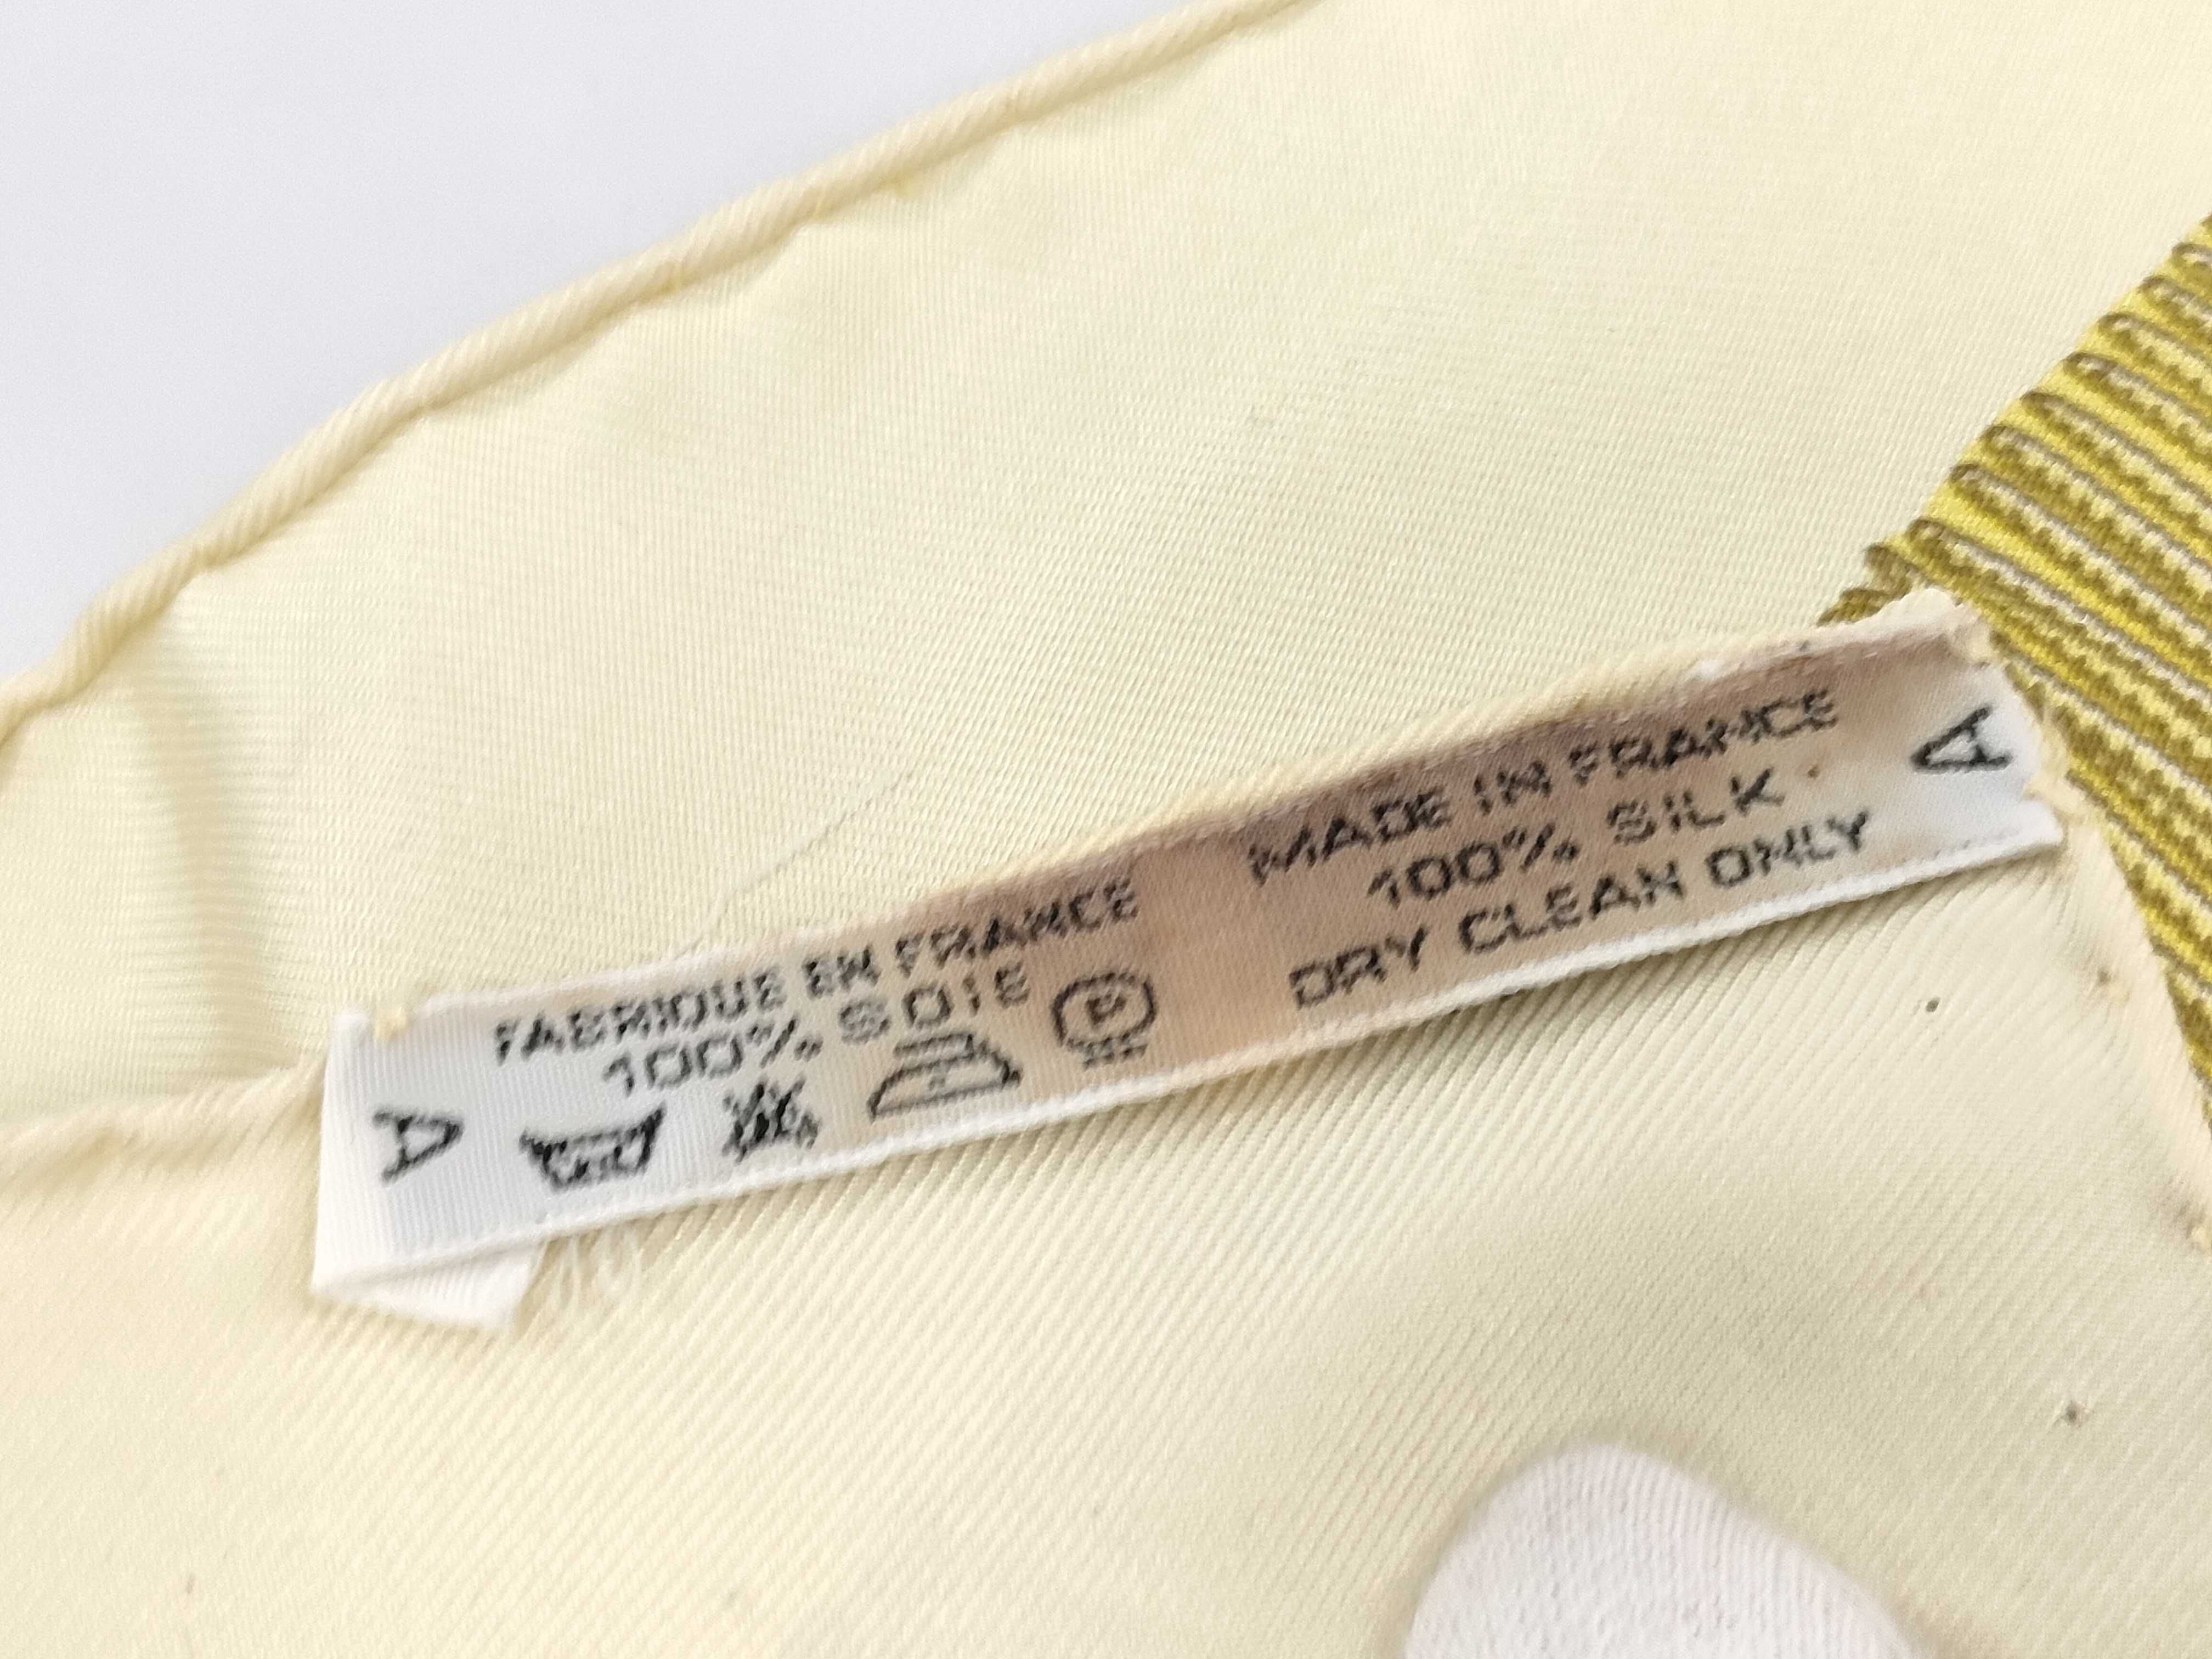 A
FABRIQUE EN FRANCE
100% SOIE
P
MADE IN FRANCE
100% SILK
DRY CLEAN ONLY
A